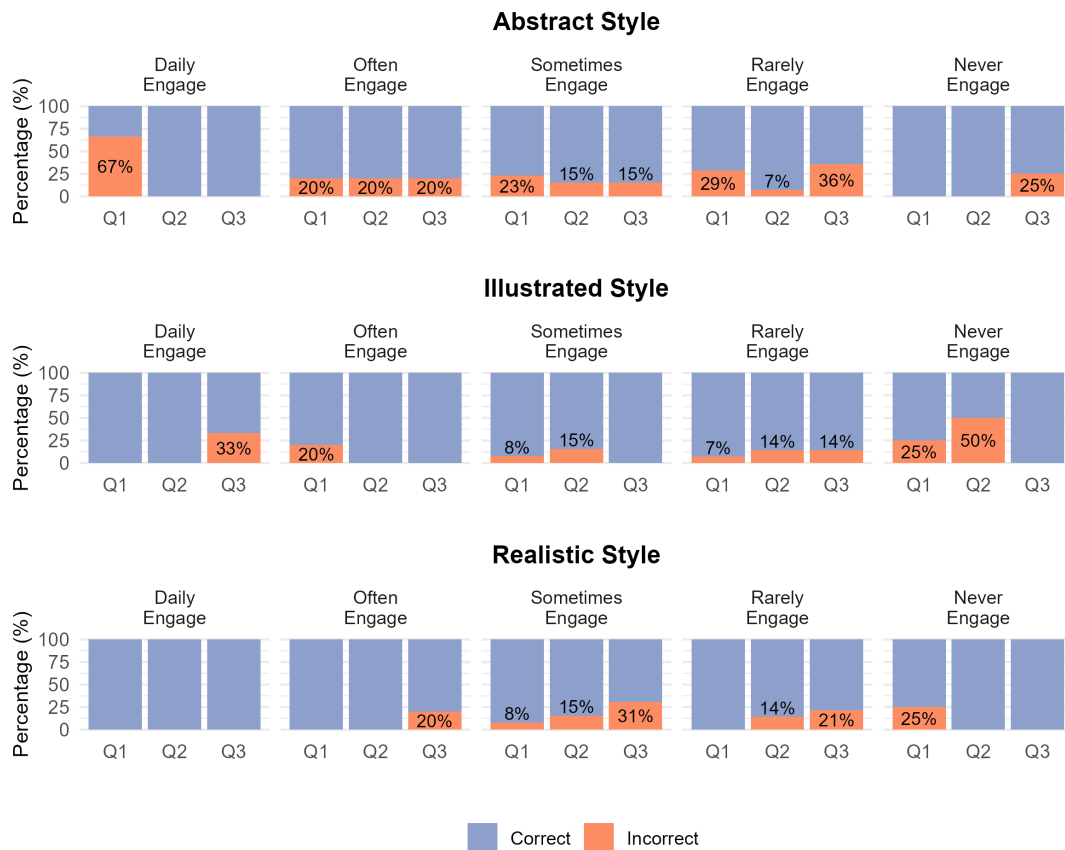 Abstract Style
Daily Engage
Often Engage
Sometimes Engage
Rarely Engage
Never Engage
Percentage (%)
100
75
50
25
0
67%
20%
20%
20%
23%
15%
15%
29%
7%
36%
25%
Q1 Q2 Q3
Q1 Q2 Q3
Q1 Q2 Q3
Q1 Q2 Q3
Q1 Q2 Q3
Illustrated Style
Daily Engage
Often Engage
Sometimes Engage
Rarely Engage
Never Engage
Percentage (%)
100
75
50
25
0
33%
20%
8%
15%
7%
14%
14%
25%
50%
Q1 Q2 Q3
Q1 Q2 Q3
Q1 Q2 Q3
Q1 Q2 Q3
Q1 Q2 Q3
Realistic Style
Daily Engage
Often Engage
Sometimes Engage
Rarely Engage
Never Engage
Percentage (%)
100
75
50
25
0
20%
8%
15%
31%
14%
21%
25%
Q1 Q2 Q3
Q1 Q2 Q3
Q1 Q2 Q3
Q1 Q2 Q3
Q1 Q2 Q3
Correct
Incorrect